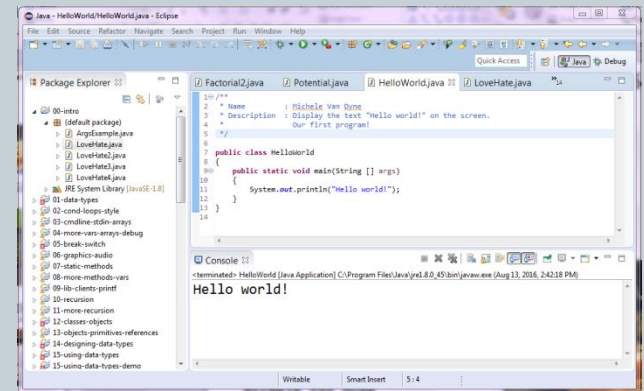 Java - HelloWorld/HelloWorld.java - Eclipse
File Edit Source Refactor Navigate Search Project Run Window Help
Quick Access
Java
Debug
Package Explorer
00-intro
(default package)
ArgsExample.java
LoveHate.java
LoveHate2.java
LoveHate3.java
LoveHate4.java
JRE System Library [JavaSE-1.8]
01-data-types
02-cond-loops-style
03-cmdline-stdin-arrays
04-more-vars-arrays-debug
05-break-switch
06-graphics-audio
07-static-methods
08-more-methods-vars
09-lib-clients-printf
10-recursion
11-more-recursion
12-classes-objects
13-objects-primitives-references
14-designing-data-types
15-using-data-types
15-using-data-types-demo
Factorial2.java Potential.java HelloWorld.java LoveHate.java »14
1 /**
2 * Name : Michele Van Dyne
3 * Description : Display the text "Hello world!" on the screen.
4 * Our first program!
5 */
6
7 public class HelloWorld
8 {
9 public static void main(String [] args)
10 {
11 System.out.println("Hello world!");
12 }
13 }
14
Console
<terminated> HelloWorld [Java Application] C:\Program Files\Java\jre1.8.0_45\bin\javaw.exe (Aug 13, 2016, 2:42:18 PM)
Hello world!
Writable Smart Insert 5 : 4